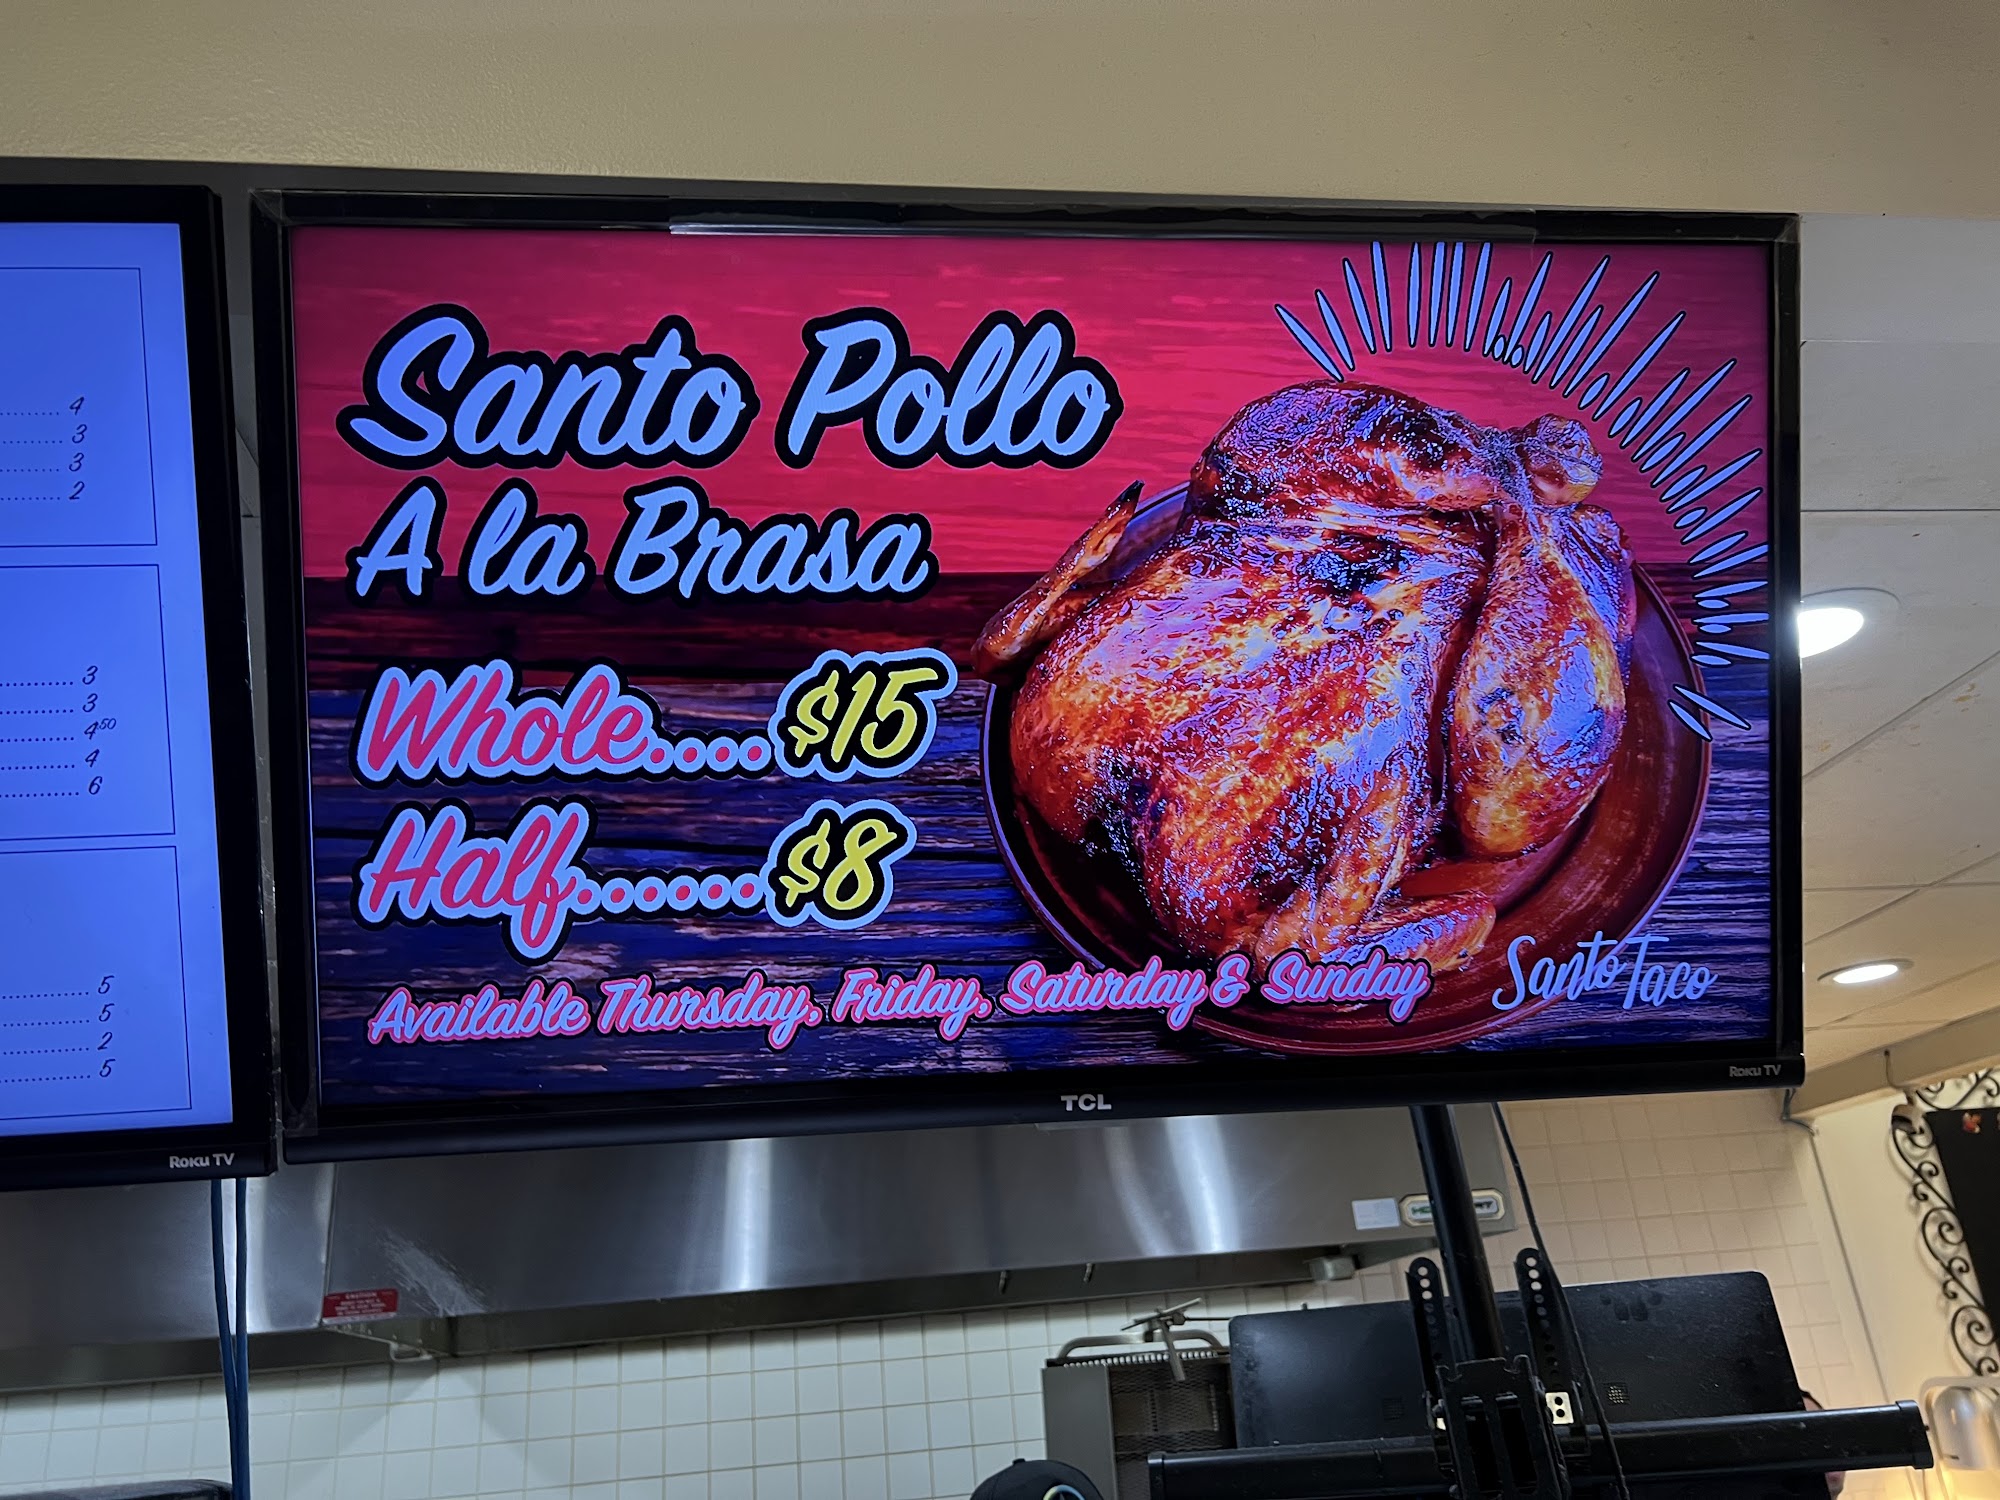 4
3
3
2
3
3
4⁵⁰
4
6
5
5
2
5
Roku TV
Santo Pollo
A la Brasa
Whole....$15
Half.......$8
Available Thursday, Friday, Saturday & Sunday
Santo Taco
TCL
Roku TV
CAUTION